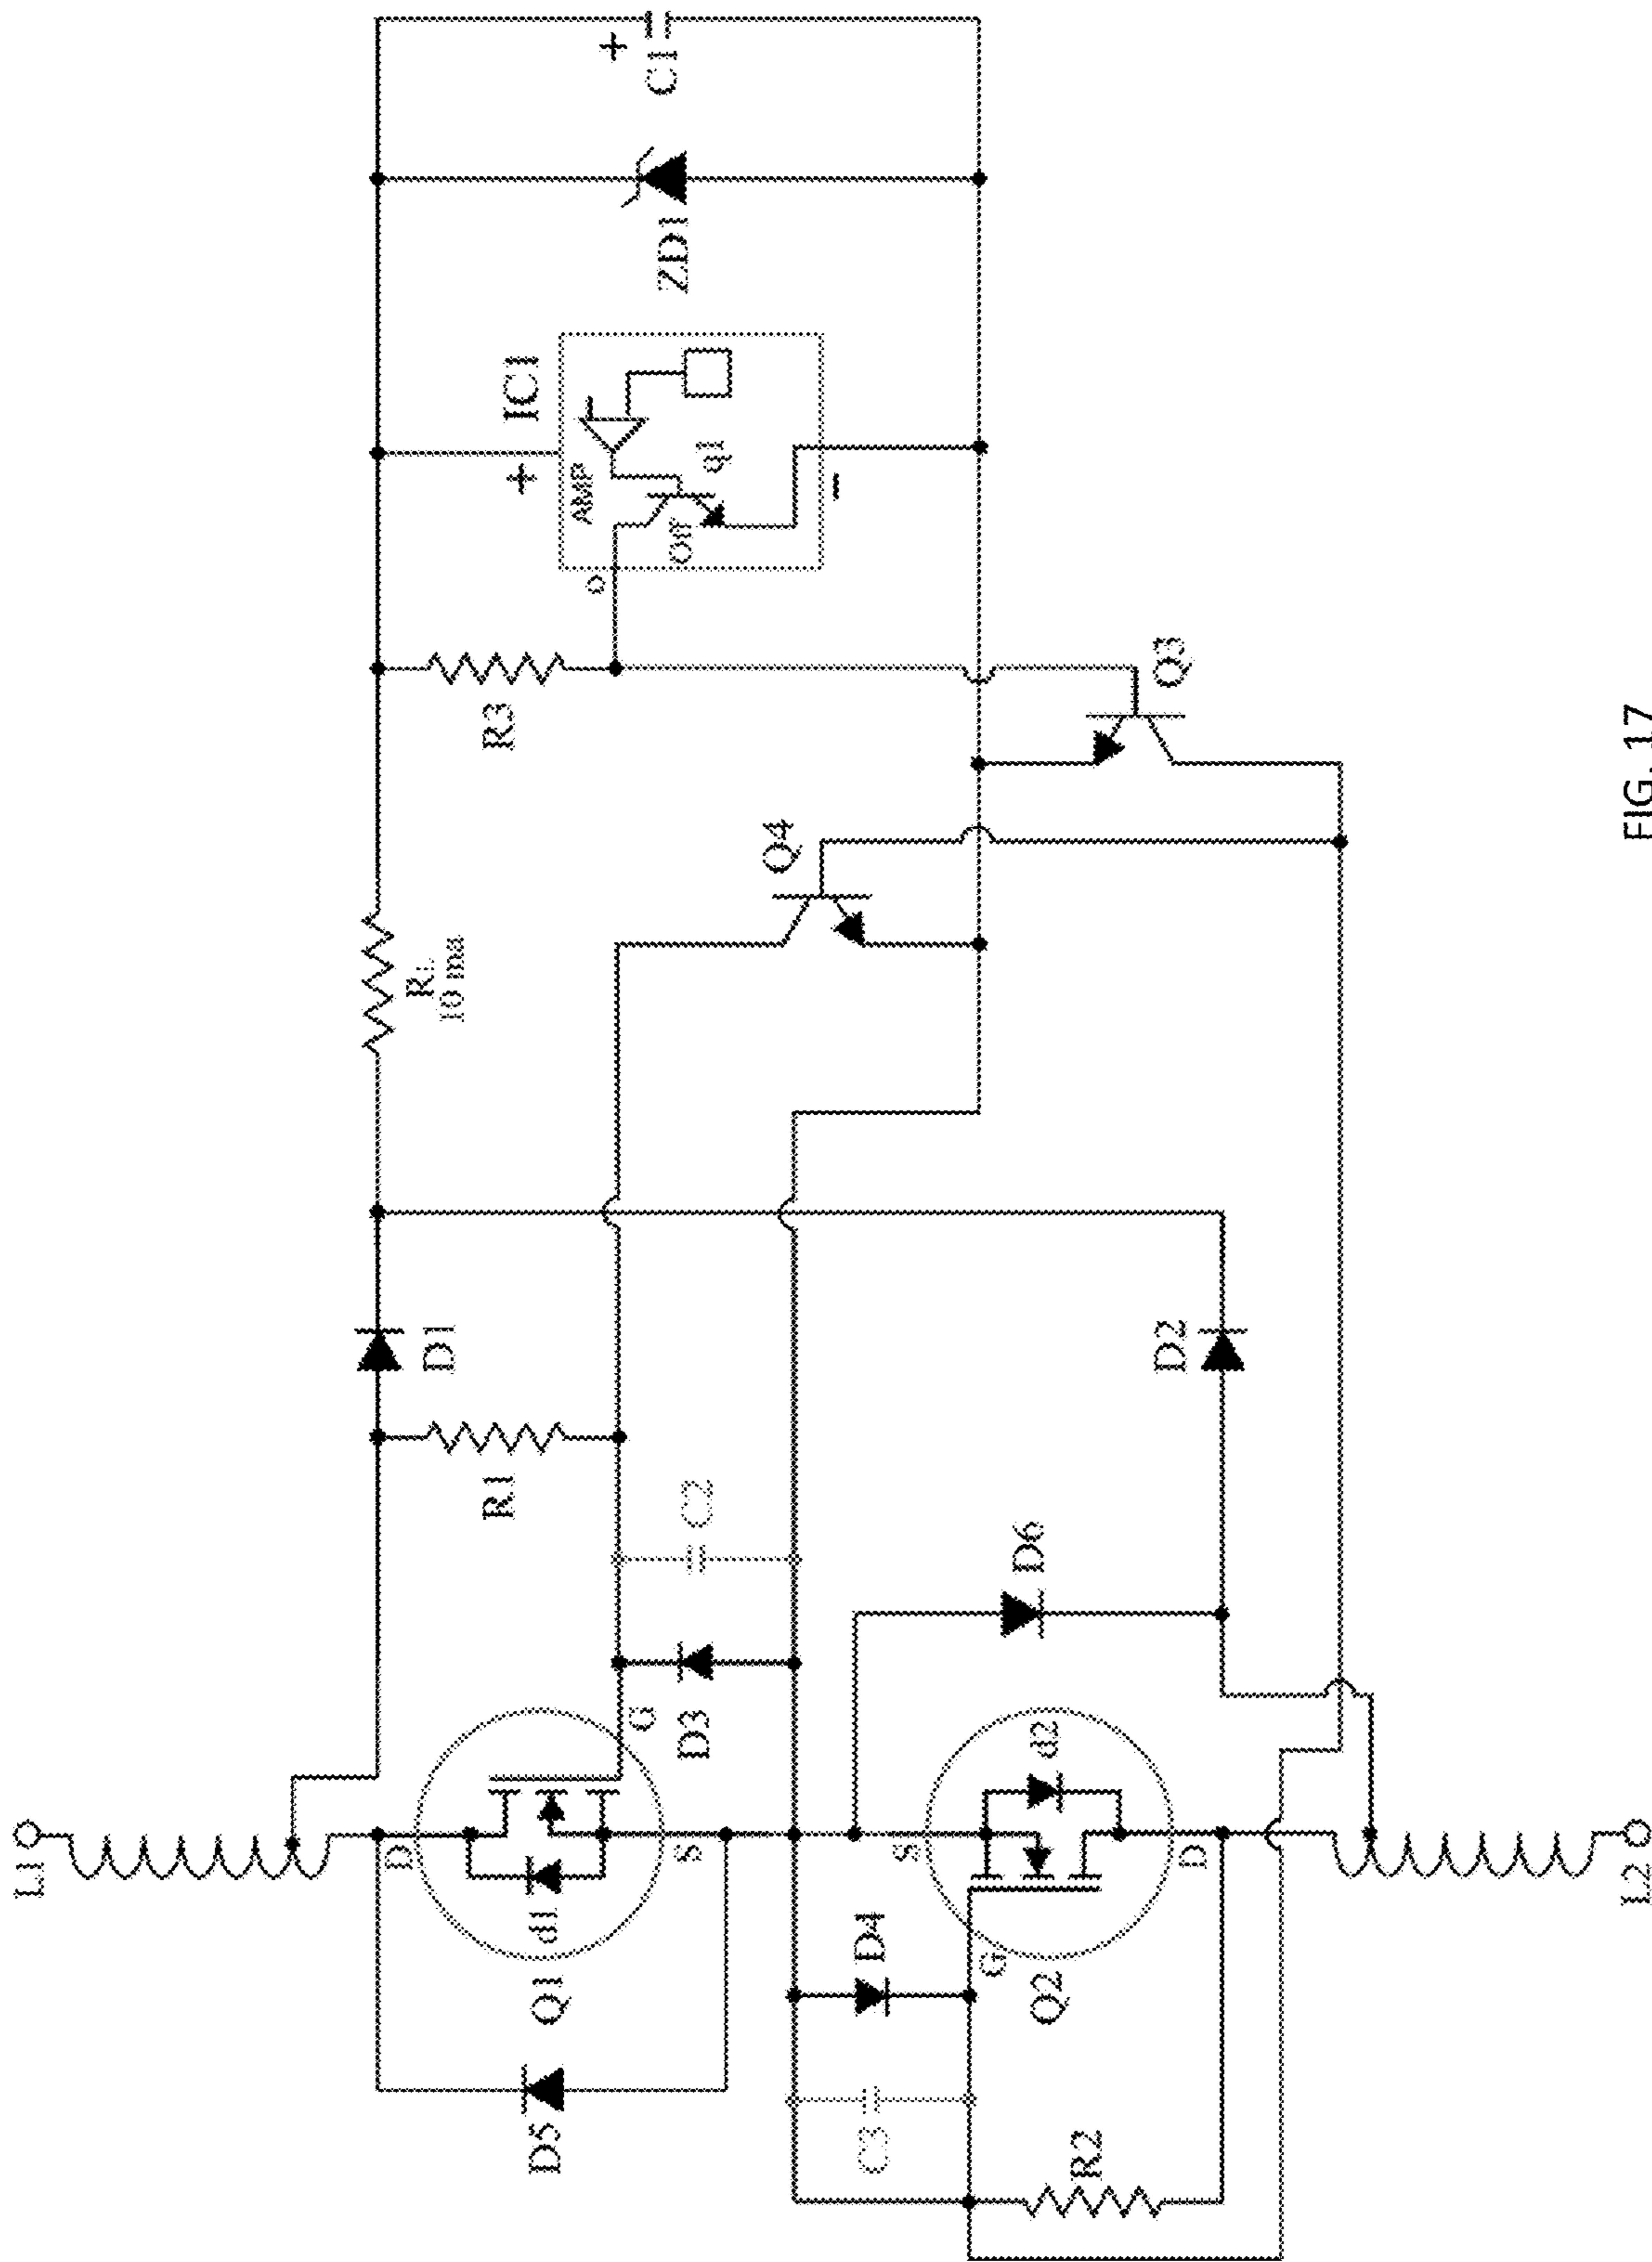 L1
D
d1
Q1
D5
S
G
D3
R1
C2
D1
10 ma
R3
Q4
Q3
IC1
+
AMP
q1
Off
o
-
ZD1
+
C1
D4
C3
S
G
Q2
d2
D
D6
D2
R2
L2
FIG. 17